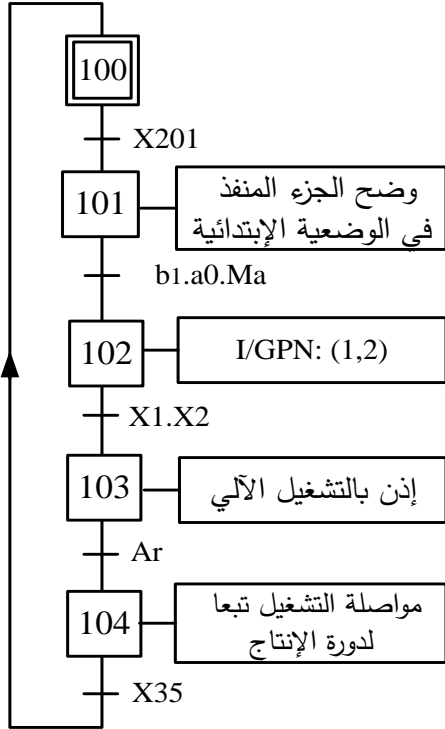 100
X201
101
وضح الجزء المنفذ
في الوضعية الإبتدائية
b1.a0.Ma
102
I/GPN: (1,2)
X1.X2
103
إذن بالتشغيل الآلي
Ar
104
مواصلة التشغيل تبعا
لدورة الإنتاج
X35